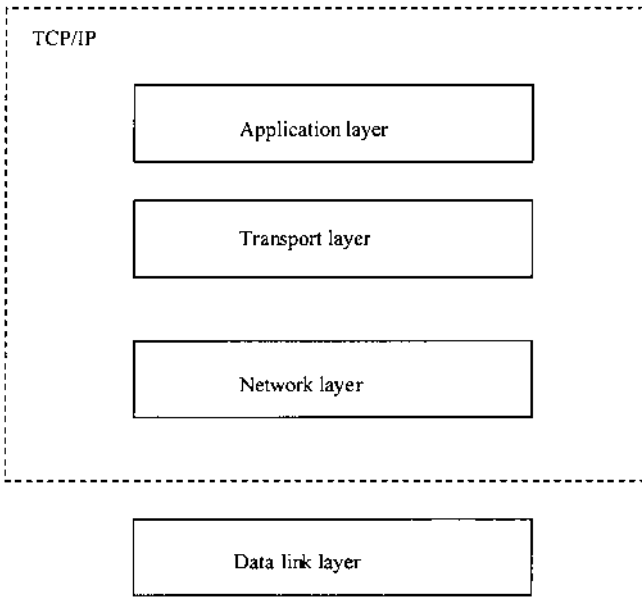 TCP/IP
Application layer
Transport layer
Network layer
Data link layer